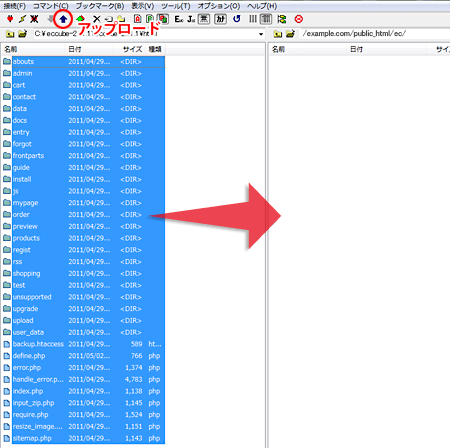 接続(F) コマンド(C) ブックマーク(B) 表示(V) ツール(T) オプション(O) ヘルプ(H)
アップロード
/example.com/public_html/ec/
名前 日付 サイズ 種類 名前 日付 サイズ
abouts 2011/04/29... <DIR>
admin 2011/04/29... <DIR>
cart 2011/04/29... <DIR>
contact 2011/04/29... <DIR>
data 2011/04/29... <DIR>
docs 2011/04/29... <DIR>
entry 2011/04/29... <DIR>
forgot 2011/04/29... <DIR>
frontparts 2011/04/29... <DIR>
guide 2011/04/29... <DIR>
install 2011/04/29... <DIR>
js 2011/04/29... <DIR>
mypage 2011/04/29... <DIR>
order 2011/04/29... <DIR>
preview 2011/04/29... <DIR>
products 2011/04/29... <DIR>
regist 2011/04/29... <DIR>
rss 2011/04/29... <DIR>
shopping 2011/04/29... <DIR>
test 2011/04/29... <DIR>
unsupported 2011/04/29... <DIR>
upgrade 2011/04/29... <DIR>
upload 2011/04/29... <DIR>
user_data 2011/04/29... <DIR>
backup.htaccess 2011/04/29... 589 ht...
define.php 2011/05/02... 766 php
error.php 2011/04/29... 1,374 php
handle_error.p... 2011/04/29... 4,783 php
index.php 2011/04/29... 1,138 php
input_zip.php 2011/04/29... 1,145 php
require.php 2011/04/29... 1,524 php
resize_image.... 2011/04/29... 1,151 php
sitemap.php 2011/04/29... 1,143 php